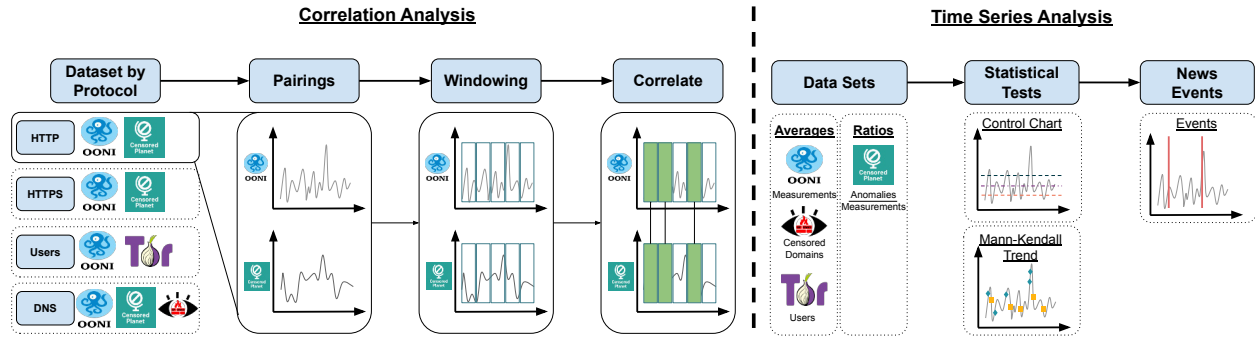 Correlation Analysis
Dataset by
Protocol
Pairings
Windowing
Correlate
HTTP
OONI
Censored
Planet
HTTPS
OONI
Censored
Planet
Users
OONI
Tor
DNS
OONI
Censored
Planet
OONI
Censored
Planet
OONI
Censored
Planet
OONI
Censored
Planet
Time Series Analysis
Data Sets
Statistical
Tests
News
Events
Averages
OONI
Measurements
Censored
Domains
Tor
Users
Ratios
Censored
Planet
Anomalies
Measurements
Control Chart
Mann-Kendall
Trend
Events